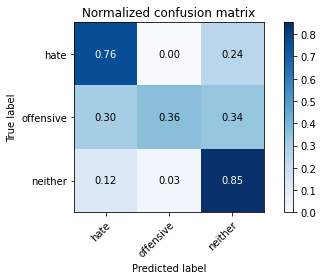 Normalized confusion matrix
True label
hate
0.76 0.00 0.24
offensive
0.30 0.36 0.34
neither
0.12 0.03 0.85
hate
offensive
neither
Predicted label
0.8
0.7
0.6
0.5
0.4
0.3
0.2
0.1
0.0